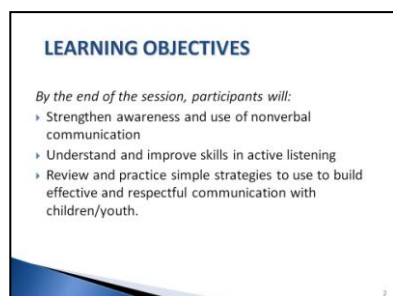 LEARNING OBJECTIVES
By the end of the session, participants will:
Strengthen awareness and use of nonverbal
communication
Understand and improve skills in active listening
Review and practice simple strategies to use to build
effective and respectful communication with
children/youth.
2